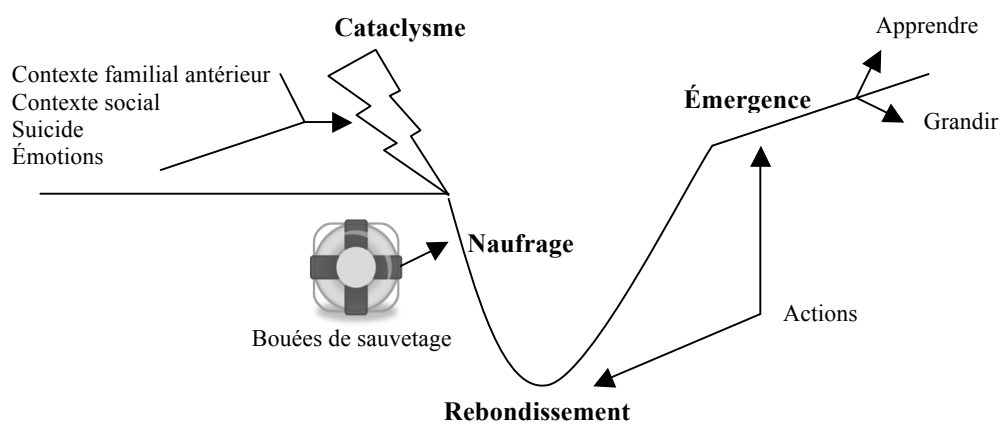 Cataclysme
Contexte familial antérieur
Contexte social
Suicide
Émotions
Apprendre
Émergence
Grandir
Naufrage
Bouées de sauvetage
Actions
Rebondissement